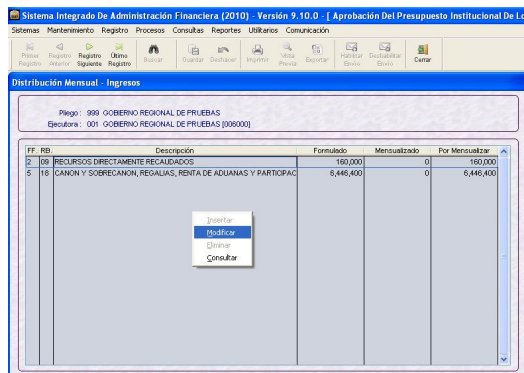 Sistema Integrado De Administración Financiera (2010) - Versión 9.10.0 - [ Aprobación Del Presupuesto Institucional De Lo
Sistemas Mantenimiento Registro Procesos Consultas Reportes Utilitarios Comunicación
Primer Registro Registro Anterior Registro Siguiente Último Registro Buscar Guardar Deshacer Imprimir Vista Previa Exportar Habilitar Envío Deshabilitar Envío Cerrar
Distribución Mensual - Ingresos
Pliego : 999 GOBIERNO REGIONAL DE PRUEBAS
Ejecutora : 001 GOBIERNO REGIONAL DE PRUEBAS [006000]
FF. RB. Descripción Formulado Mensualizado Por Mensualizar
2 09 RECURSOS DIRECTAMENTE RECAUDADOS 160,000 0 160,000
5 18 CANON Y SOBRECANON, REGALIAS, RENTA DE ADUANAS Y PARTICIPAC 6,446,400 0 6,446,400
Insertar
Modificar
Eliminar
Consultar